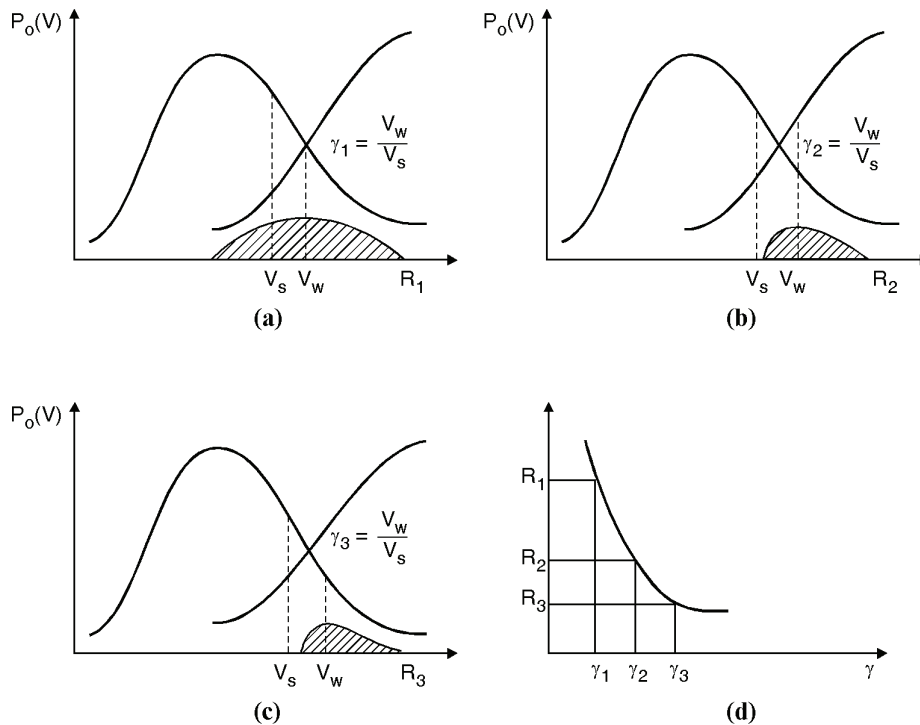 P₀(V)
γ₁ = V_w / V_s
V_s V_w R₁
(a)
P₀(V)
γ₂ = V_w / V_s
V_s V_w R₂
(b)
P₀(V)
γ₃ = V_w / V_s
V_s V_w R₃
(c)
R₁
R₂
R₃
γ₁ γ₂ γ₃ γ
(d)